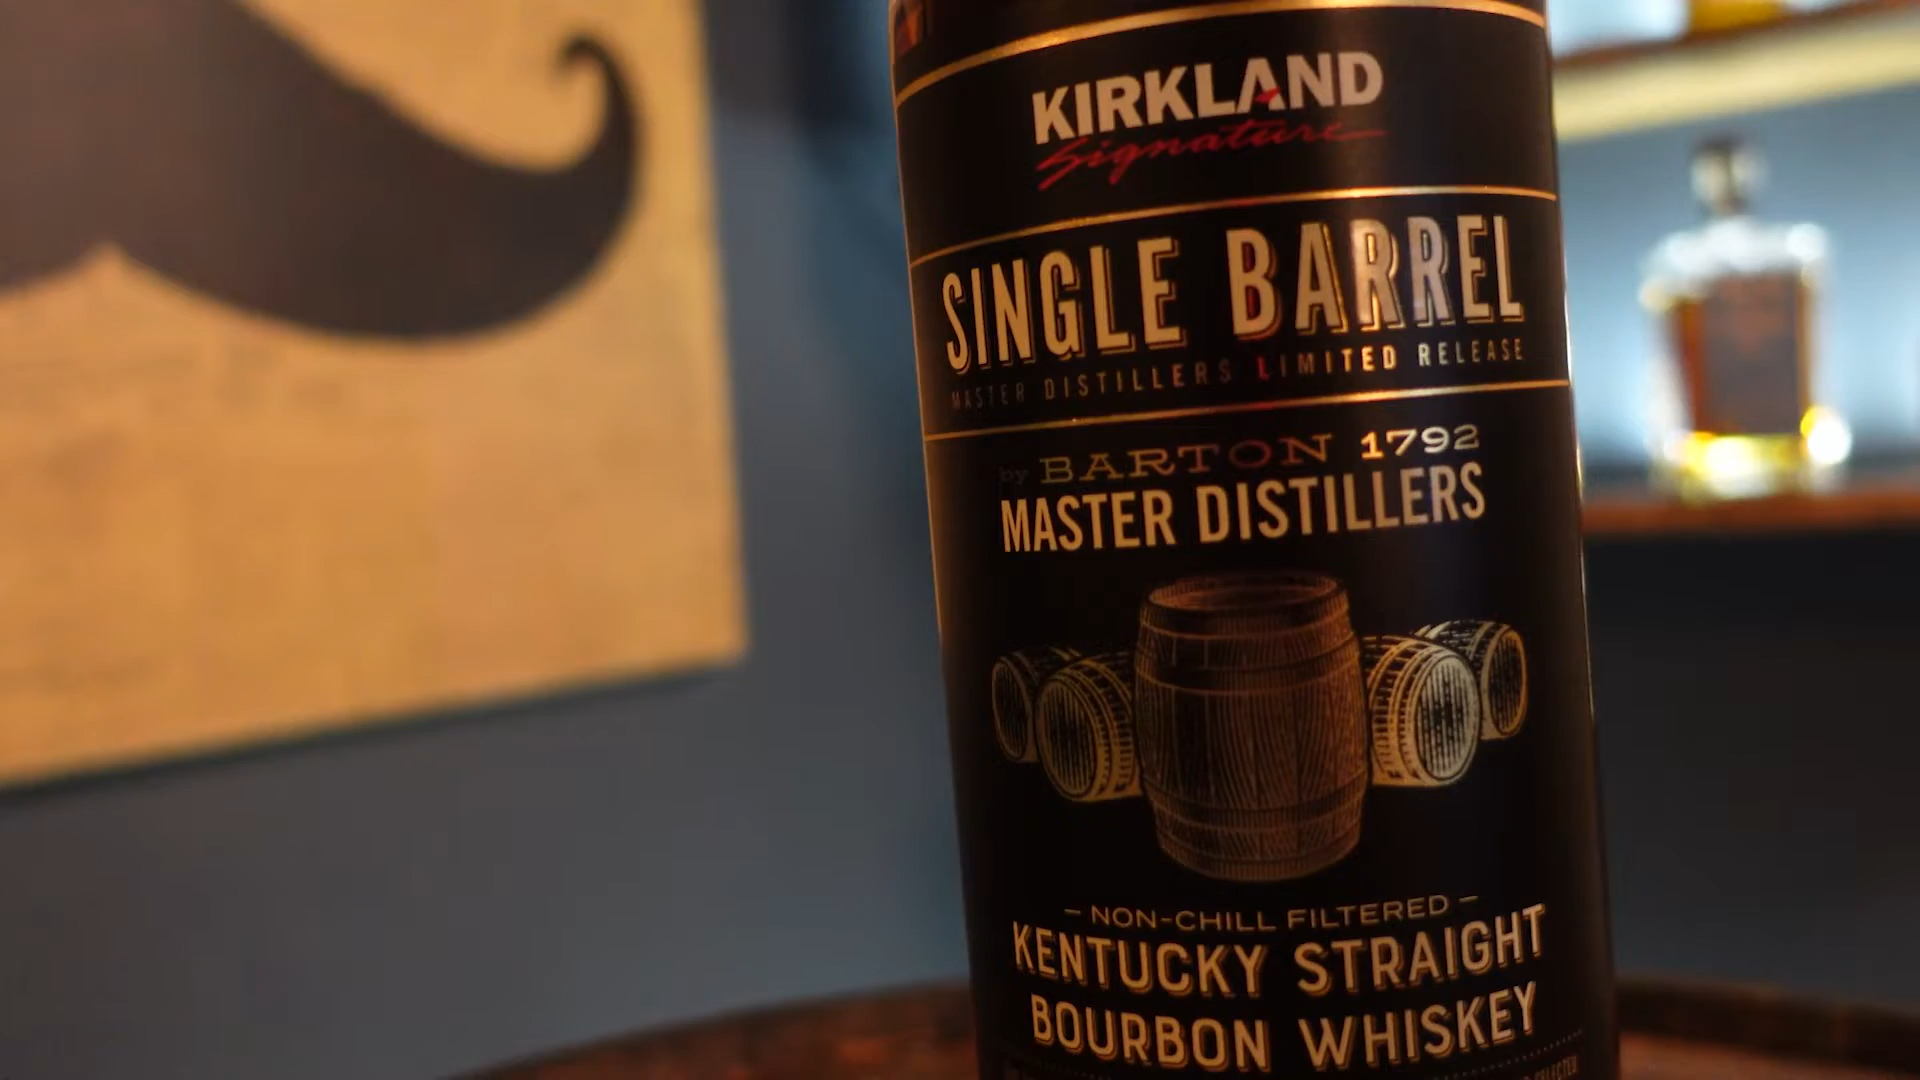 KIRKLAND
Signature
SINGLE BARREL
MASTER DISTILLERS LIMITED RELEASE
by BARTON 1792
MASTER DISTILLERS
– NON-CHILL FILTERED –
KENTUCKY STRAIGHT
BOURBON WHISKEY
SELECTED